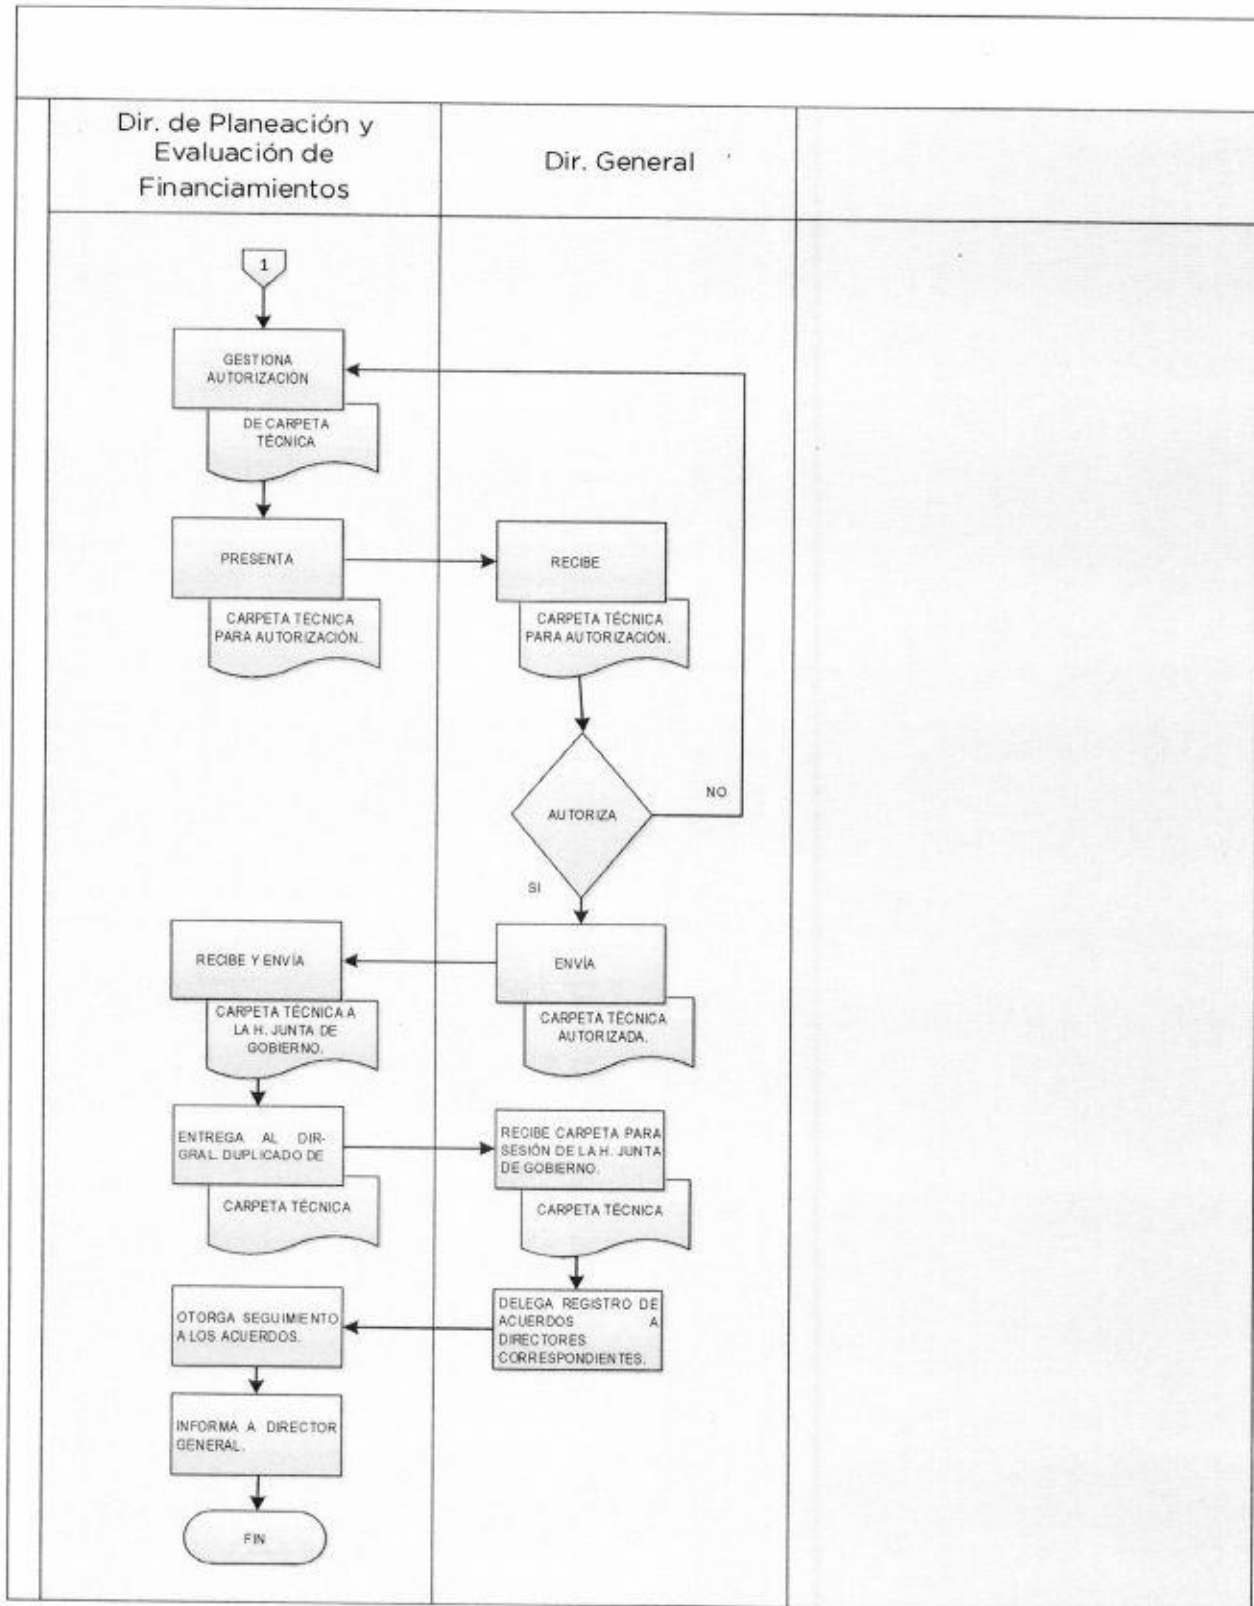 Dir. de Planeación y
Evaluación de
Financiamientos
Dir. General
1
GESTIONA
AUTORIZACIÓN
DE CARPETA
TÉCNICA
PRESENTA
CARPETA TÉCNICA
PARA AUTORIZACIÓN.
RECIBE
CARPETA TÉCNICA
PARA AUTORIZACIÓN.
AUTORIZA
NO
SI
ENVÍA
CARPETA TÉCNICA
AUTORIZADA.
RECIBE Y ENVÍA
CARPETA TÉCNICA A
LA H. JUNTA DE
GOBIERNO.
ENTREGA AL DIR-
GRAL. DUPLICADO DE
CARPETA TÉCNICA
RECIBE CARPETA PARA
SESIÓN DE LA H. JUNTA
DE GOBIERNO.
CARPETA TÉCNICA
DELEGA REGISTRO DE
ACUERDOS A
DIRECTORES
CORRESPONDIENTES.
OTORGA SEGUIMIENTO
A LOS ACUERDOS.
INFORMA A DIRECTOR
GENERAL.
FIN